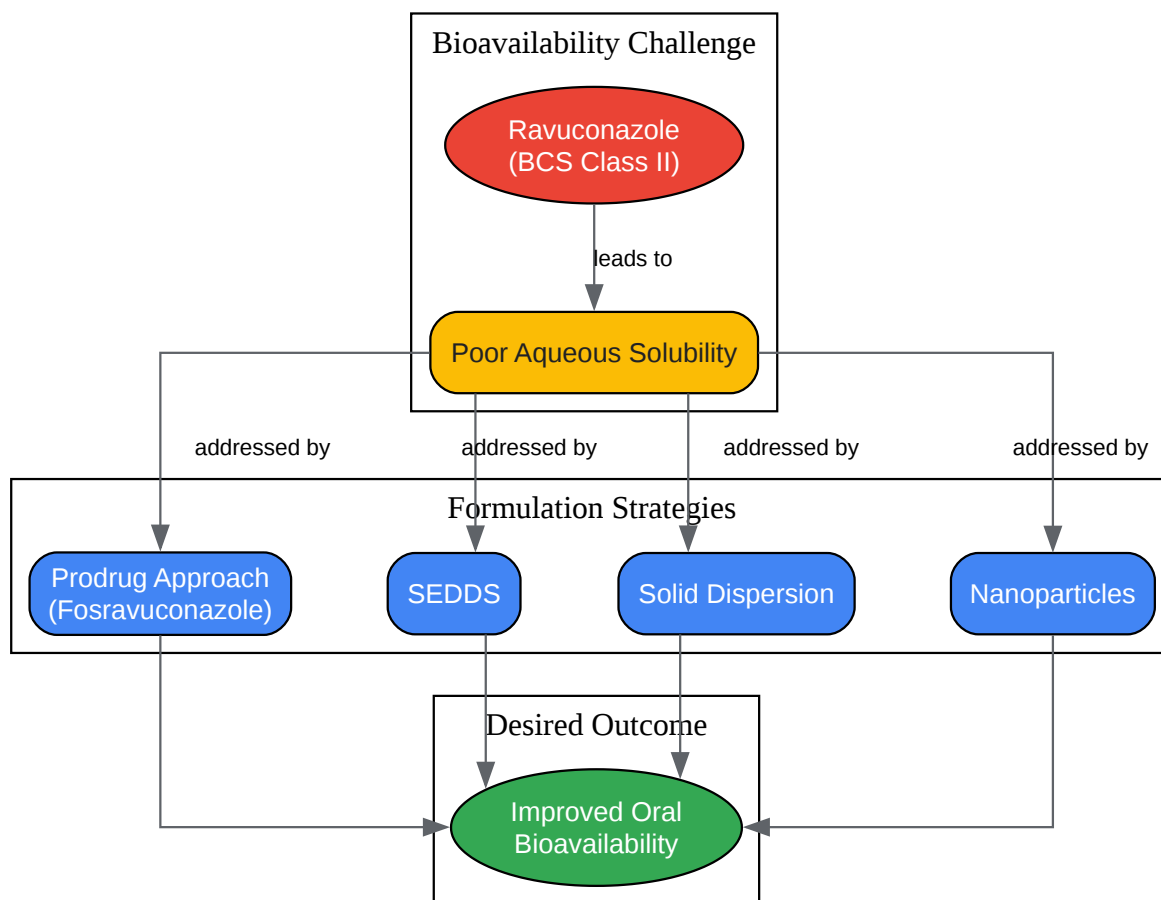 Bioavailability Challenge
Ravuconazole
(BCS Class II)
leads to
Poor Aqueous Solubility
addressed by
addressed by
addressed by
addressed by
Formulation Strategies
Prodrug Approach
(Fosravuconazole)
SEDDS
Solid Dispersion
Nanoparticles
Desired Outcome
Improved Oral
Bioavailability